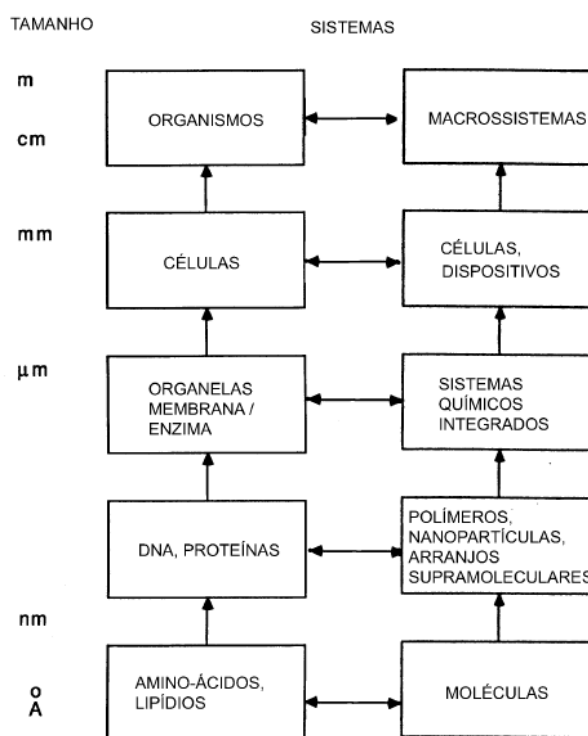 TAMANHO
SISTEMAS
m
cm
ORGANISMOS
MACROSSISTEMAS
mm
CÉLULAS
CÉLULAS,
DISPOSITIVOS
μm
ORGANELAS
MEMBRANA /
ENZIMA
SISTEMAS
QUÍMICOS
INTEGRADOS
DNA, PROTEÍNAS
POLÍMEROS,
NANOPARTÍCULAS,
ARRANJOS
SUPRAMOLECULARES
nm
o
A
AMINO-ÁCIDOS,
LIPÍDIOS
MOLÉCULAS